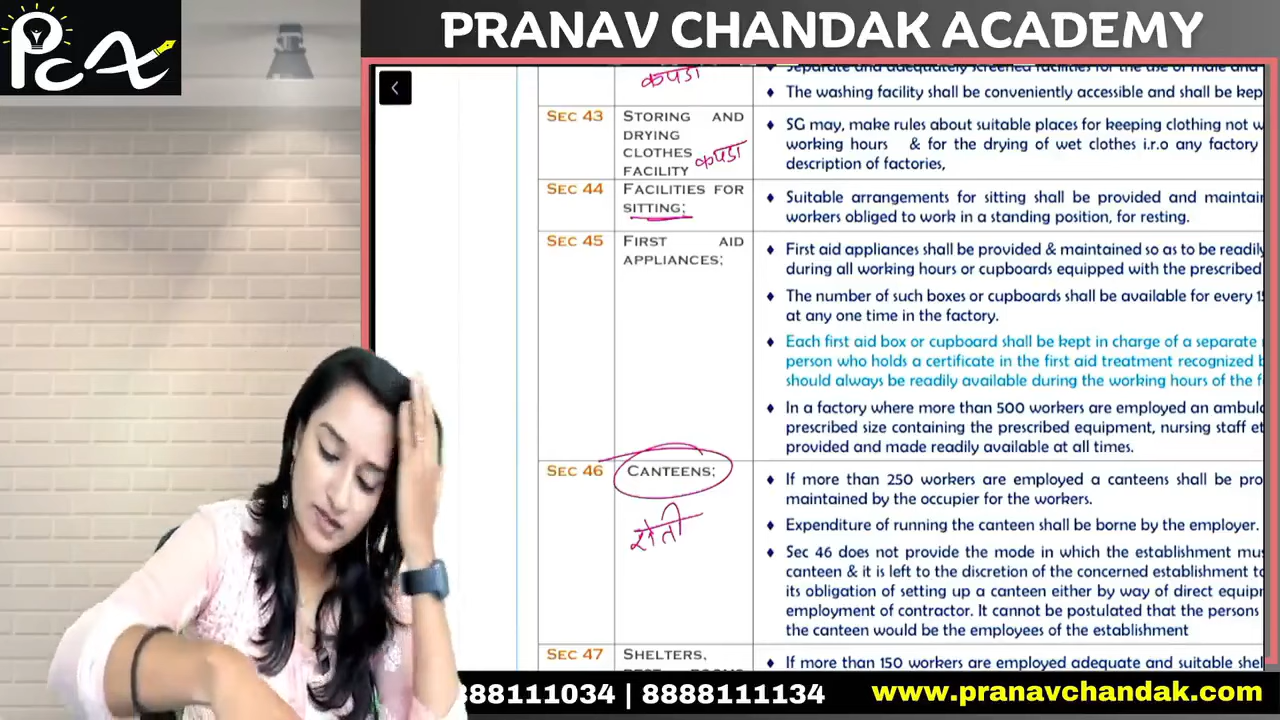 PCA
PRANAV CHANDAK ACADEMY
Separate and adequately screened facilities for the use of male and
कपडा
The washing facility shall be conveniently accessible and shall be kep
SEC 43
STORING AND
DRYING
CLOTHES
FACILITY
कपडा
SG may, make rules about suitable places for keeping clothing not w
working hours & for the drying of wet clothes i.r.o any factory
description of factories,
SEC 44
FACILITIES FOR
SITTING;
Suitable arrangements for sitting shall be provided and maintai
workers obliged to work in a standing position, for resting.
SEC 45
FIRST AID
APPLIANCES;
First aid appliances shall be provided & maintained so as to be readily
during all working hours or cupboards equipped with the prescribed
The number of such boxes or cupboards shall be available for every 1
at any one time in the factory.
Each first aid box or cupboard shall be kept in charge of a separate
person who holds a certificate in the first aid treatment recognized
should always be readily available during the working hours of the f
In a factory where more than 500 workers are employed an ambul
prescribed size containing the prescribed equipment, nursing staff et
provided and made readily available at all times.
SEC 46
CANTEENS;
रोती
If more than 250 workers are employed a canteens shall be pro
maintained by the occupier for the workers.
Expenditure of running the canteen shall be borne by the employer.
Sec 46 does not provide the mode in which the establishment mu
canteen & it is left to the discretion of the concerned establishment to
its obligation of setting up a canteen either by way of direct equip
employment of contractor. It cannot be postulated that the persons
the canteen would be the employees of the establishment
SEC 47
SHELTERS,
If more than 150 workers are employed adequate and suitable shel
888111034 | 8888111134
www.pranavchandak.com